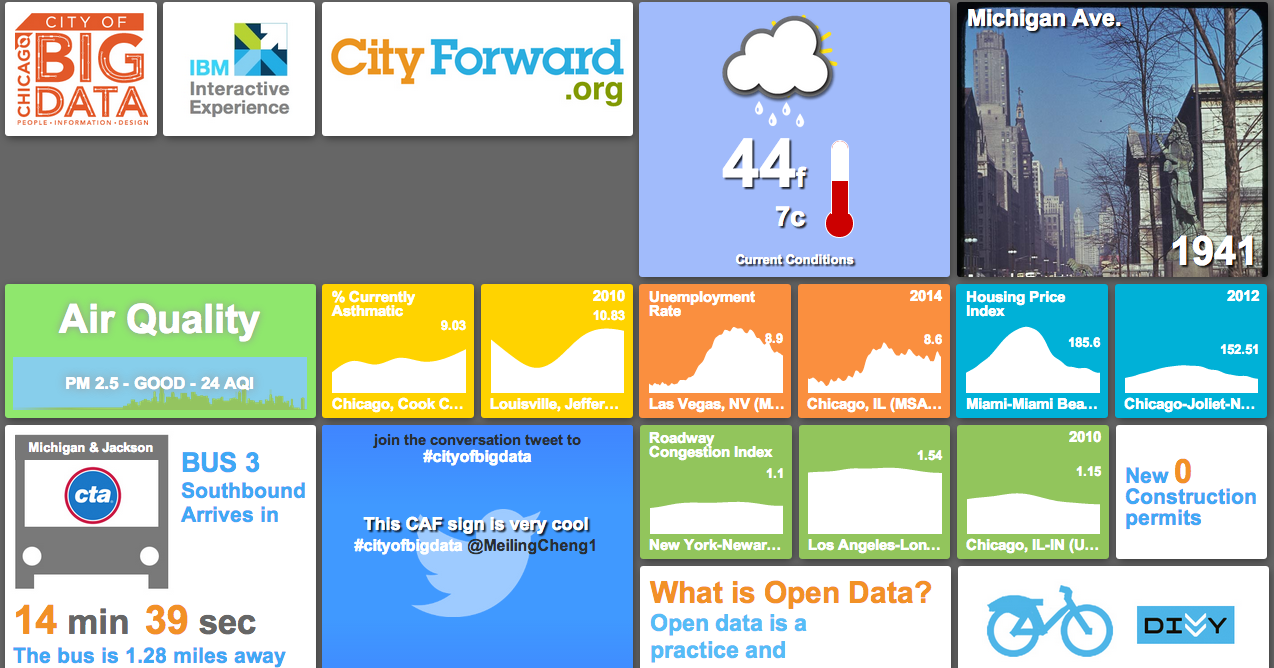 CITY OF
BIG
DATA
CHICAGO
PEOPLE • INFORMATION • DESIGN
IBM
Interactive
Experience
City Forward
.org
44f
7c
Current Conditions
Michigan Ave.
1941
Air Quality
PM 2.5 - GOOD - 24 AQI
% Currently
Asthmatic
9.03
Chicago, Cook C...
2010
10.83
Louisville, Jeffer...
Unemployment
Rate
8.9
Las Vegas, NV (M...
2014
8.6
Chicago, IL (MSA...
Housing Price
Index
185.6
Miami-Miami Bea...
2012
152.51
Chicago-Joliet-N...
Michigan & Jackson
cta
BUS 3
Southbound
Arrives in
14 min 39 sec
The bus is 1.28 miles away
join the conversation tweet to
#cityofbigdata
This CAF sign is very cool
#cityofbigdata @MeilingCheng1
Roadway
Congestion Index
1.1
New York-Newar...
1.54
Los Angeles-Lon...
2010
1.15
Chicago, IL-IN (U...
New 0
Construction
permits
What is Open Data?
Open data is a
practice and
DIVVY